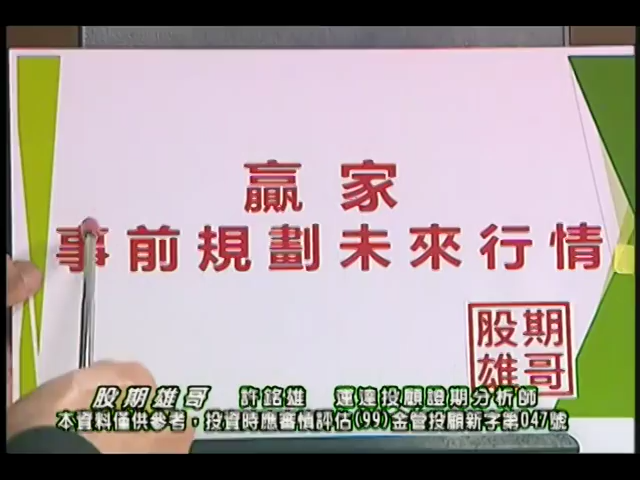 贏家
事前規劃未來行情
股期
雄哥
股期雄哥 許銘雄 運達投顧證期分析師
本資料僅供參考,投資時應審慎評估(99)金管投顧新字第047號